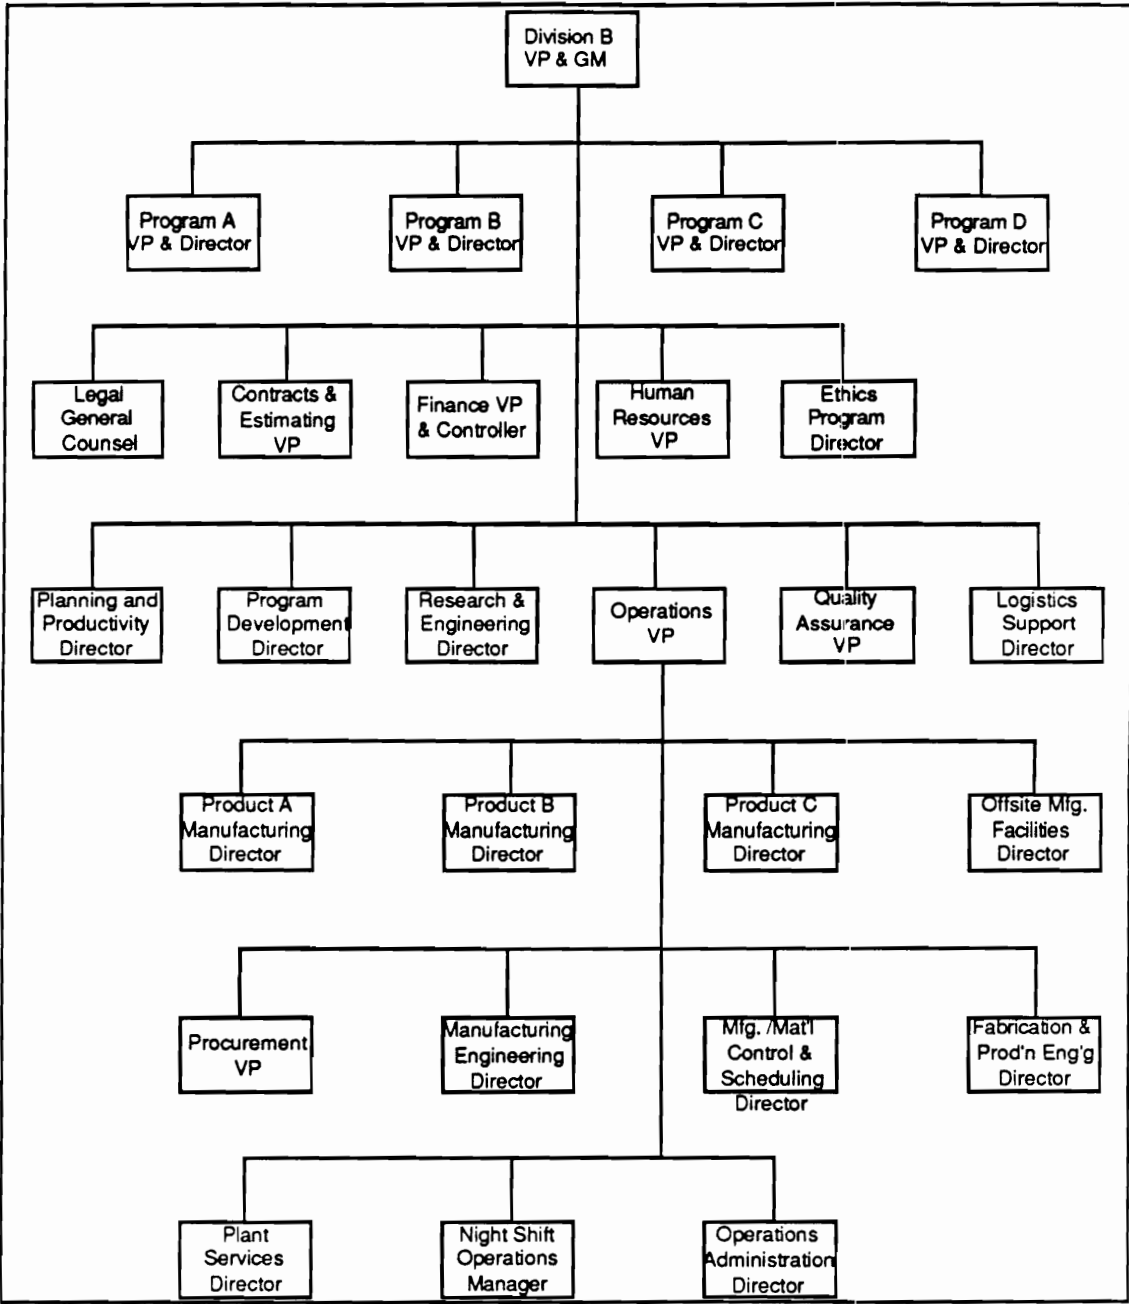 Division B
VP & GM
Program A
VP & Director
Program B
VP & Director
Program C
VP & Director
Program D
VP & Director
Legal
General
Counsel
Contracts &
Estimating
VP
Finance VP
& Controller
Human
Resources
VP
Ethics
Program
Director
Planning and
Productivity
Director
Program
Development
Director
Research &
Engineering
Director
Operations
VP
Quality
Assurance
VP
Logistics
Support
Director
Product A
Manufacturing
Director
Product B
Manufacturing
Director
Product C
Manufacturing
Director
Offsite Mfg.
Facilities
Director
Procurement
VP
Manufacturing
Engineering
Director
Mfg. /Mat'l
Control &
Scheduling
Director
Fabrication &
Prod'n Eng'g
Director
Plant
Services
Director
Night Shift
Operations
Manager
Operations
Administration
Director